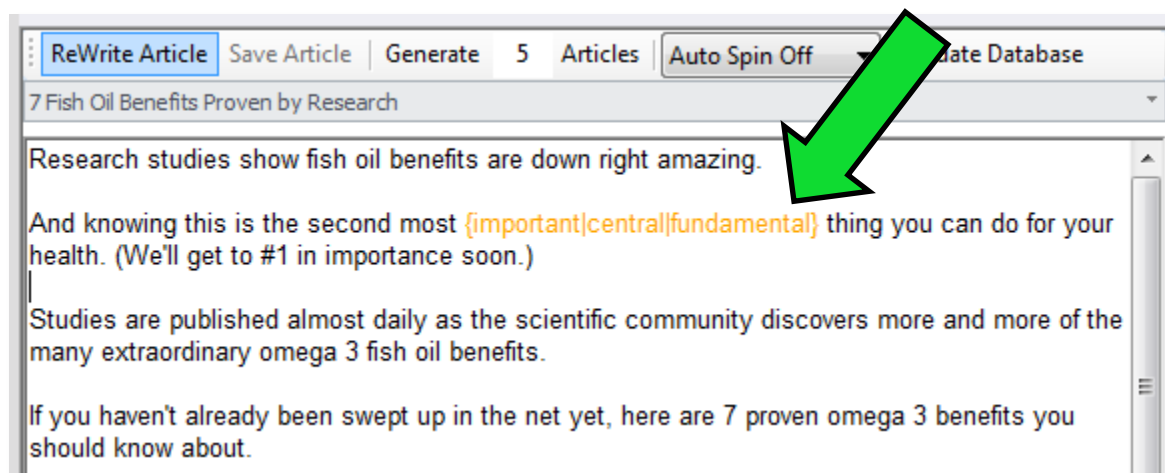 ReWrite Article Save Article Generate 5 Articles Auto Spin Off Database
7 Fish Oil Benefits Proven by Research
Research studies show fish oil benefits are down right amazing.
And knowing this is the second most {important|central|fundamental} thing you can do for your
health. (We'll get to #1 in importance soon.)
Studies are published almost daily as the scientific community discovers more and more of the
many extraordinary omega 3 fish oil benefits.
If you haven't already been swept up in the net yet, here are 7 proven omega 3 benefits you
should know about.